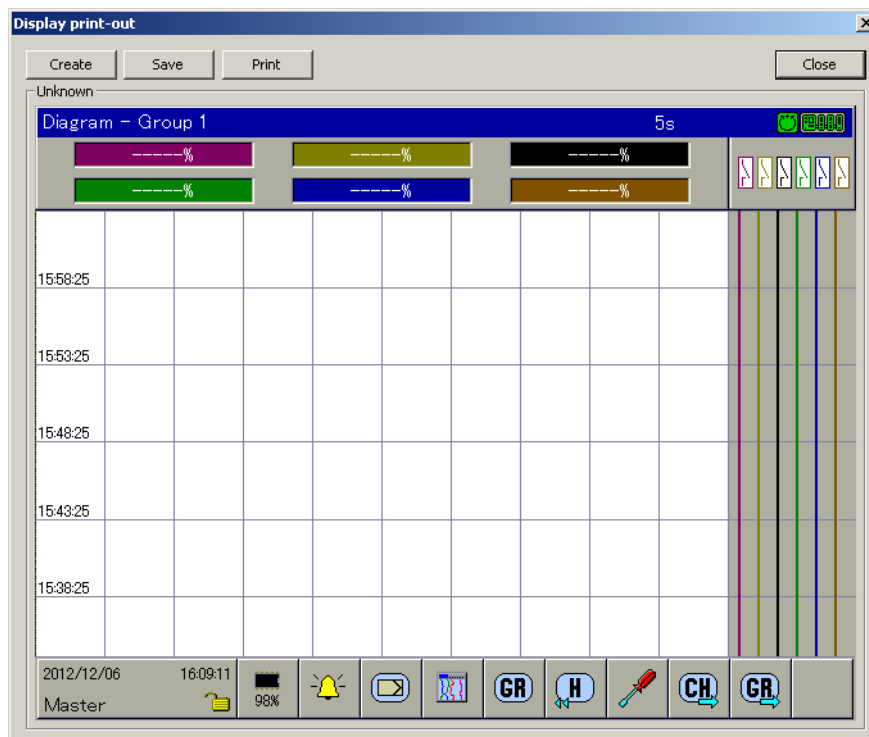 Display print-out
Create Save Print Close
Unknown
Diagram - Group 1 5s
-----% -----% -----%
-----% -----% -----%
15:58:25
15:53:25
15:48:25
15:43:25
15:38:25
2012/12/06 16:09:11
Master 98% GR H CH GR